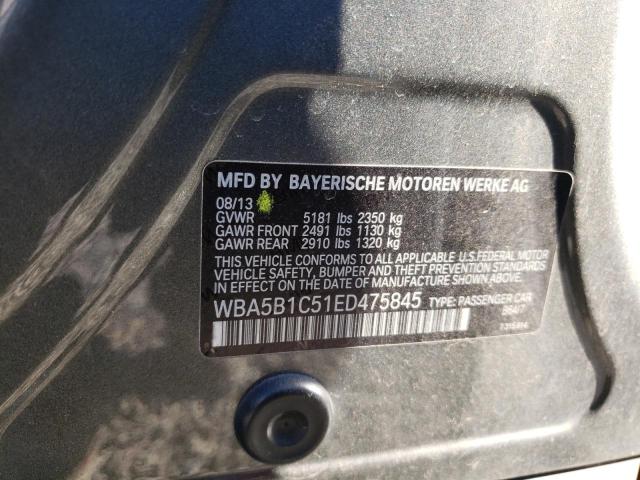 MFD BY BAYERISCHE MOTOREN WERKE AG
08/13
GVWR 5181 lbs 2350 kg
GAWR FRONT 2491 lbs 1130 kg
GAWR REAR 2910 lbs 1320 kg
THIS VEHICLE CONFORMS TO ALL APPLICABLE U.S.FEDERAL MOTOR
VEHICLE SAFETY, BUMPER AND THEFT PREVENTION STANDARDS
IN EFFECT ON THE DATE OF MANUFACTURE SHOWN ABOVE.
WBA5B1C51ED475845 TYPE: PASSENGER CAR